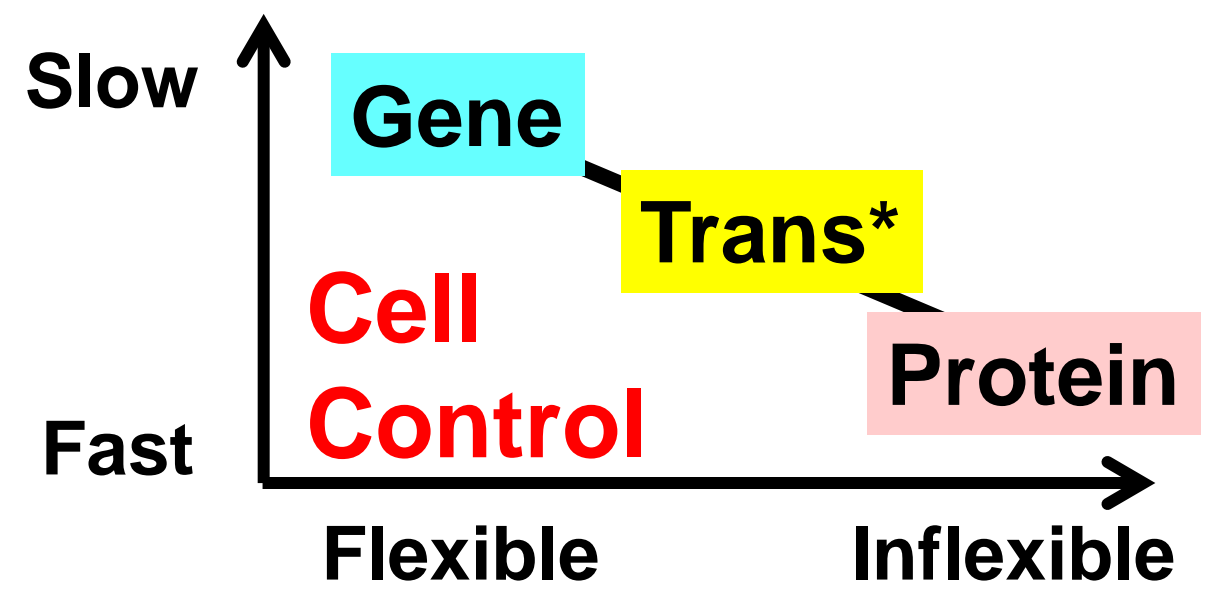 Slow
Gene
Trans*
Cell
Control
Protein
Fast
Flexible
Inflexible